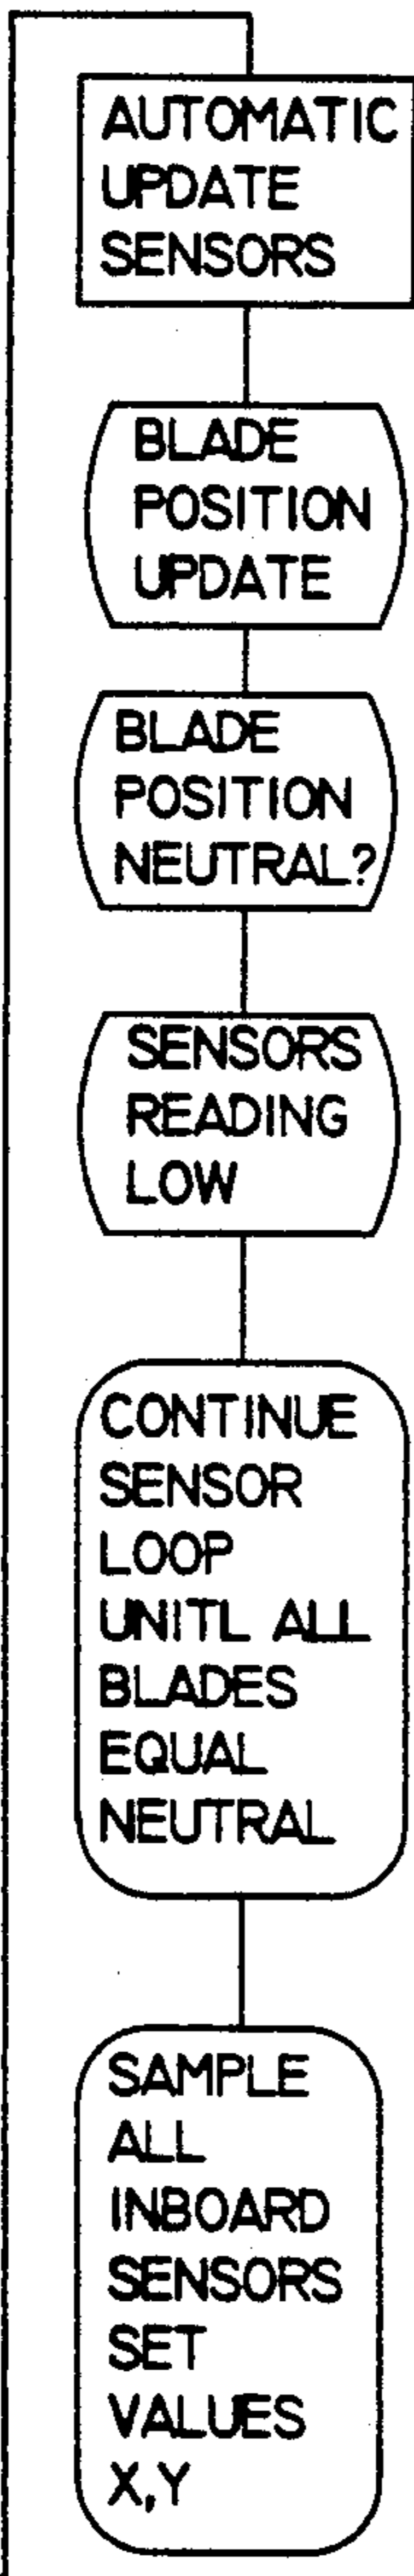 AUTOMATIC
UPDATE
SENSORS
BLADE
POSITION
UPDATE
BLADE
POSITION
NEUTRAL?
SENSORS
READING
LOW
CONTINUE
SENSOR
LOOP
UNITL ALL
BLADES
EQUAL
NEUTRAL
SAMPLE
ALL
INBOARD
SENSORS
SET
VALUES
X,Y